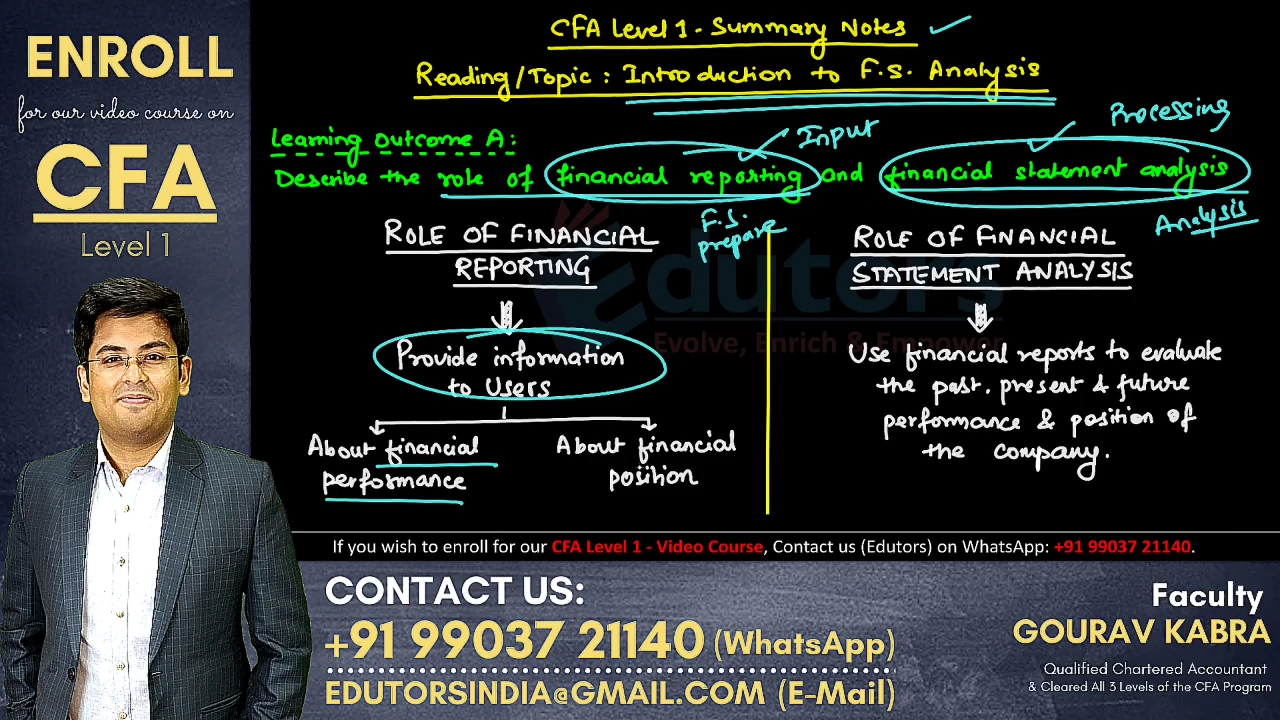 ENROLL
for our video course on
CFA
Level 1
CFA Level 1 - Summary Notes
Reading/Topic : Introduction to F.S. Analysis
Processing
Input
Learning Outcome A:
Describe the role of financial reporting and financial statement analysis
Analysis
F.S.
prepare
ROLE OF FINANCIAL
REPORTING
Provide information
to Users
About financial
performance
About financial
position
ROLE OF FINANCIAL
STATEMENT ANALYSIS
Use financial reports to evaluate
the past, present & future
performance & position of
the company.
Edutors
Evolve, Enrich & Empower
If you wish to enroll for our CFA Level 1 - Video Course, Contact us (Edutors) on WhatsApp: +91 99037 21140.
CONTACT US:
+91 99037 21140 (WhatsApp)
EDUTORSINDIA@GMAIL.COM (E-Mail)
Faculty
GOURAV KABRA
Qualified Chartered Accountant
& Cleared All 3 Levels of the CFA Program